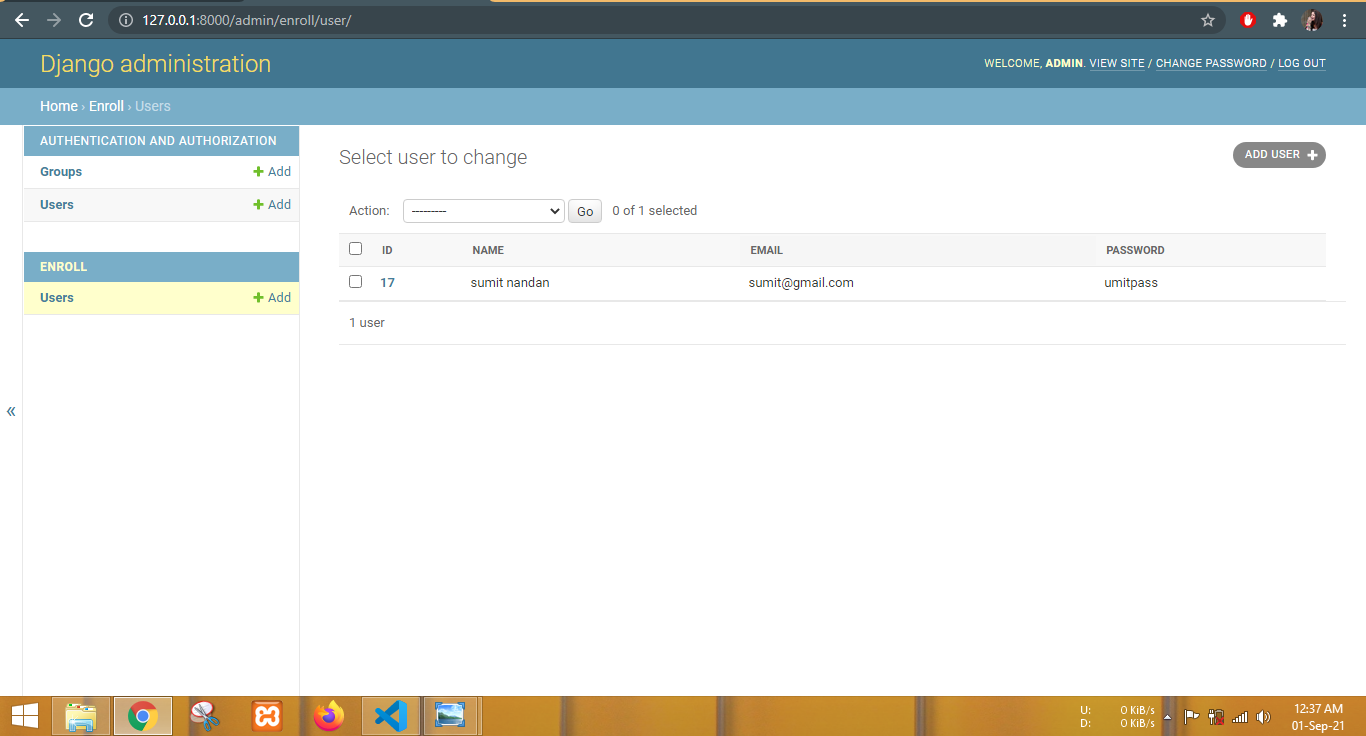 127.0.0.1:8000/admin/enroll/user/
Django administration
WELCOME, ADMIN. VIEW SITE / CHANGE PASSWORD / LOG OUT
Home › Enroll › Users
AUTHENTICATION AND AUTHORIZATION
Groups + Add
Users + Add
ENROLL
Users + Add
«
Select user to change
ADD USER +
Action: --------- Go 0 of 1 selected
ID NAME EMAIL PASSWORD
17 sumit nandan sumit@gmail.com umitpass
1 user
U: 0 KiB/s
D: 0 KiB/s
12:37 AM
01-Sep-21